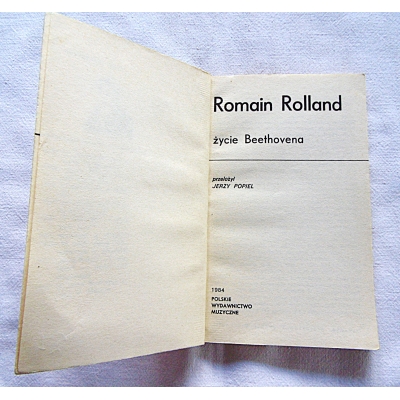 Romain Rolland
życie Beethovena
przełożył
JERZY POPIEL
1984
POLSKIE
WYDAWNICTWO
MUZYCZNE